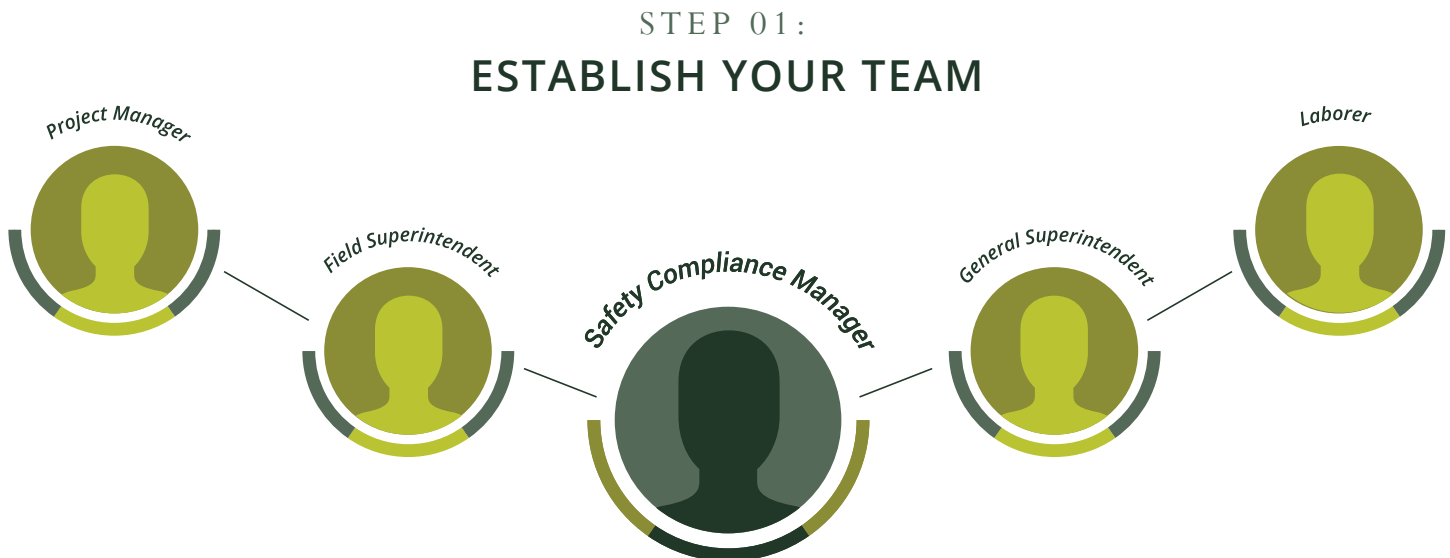 STEP 01:
ESTABLISH YOUR TEAM
Project Manager
Field Superintendent
Safety Compliance Manager
General Superintendent
Laborer